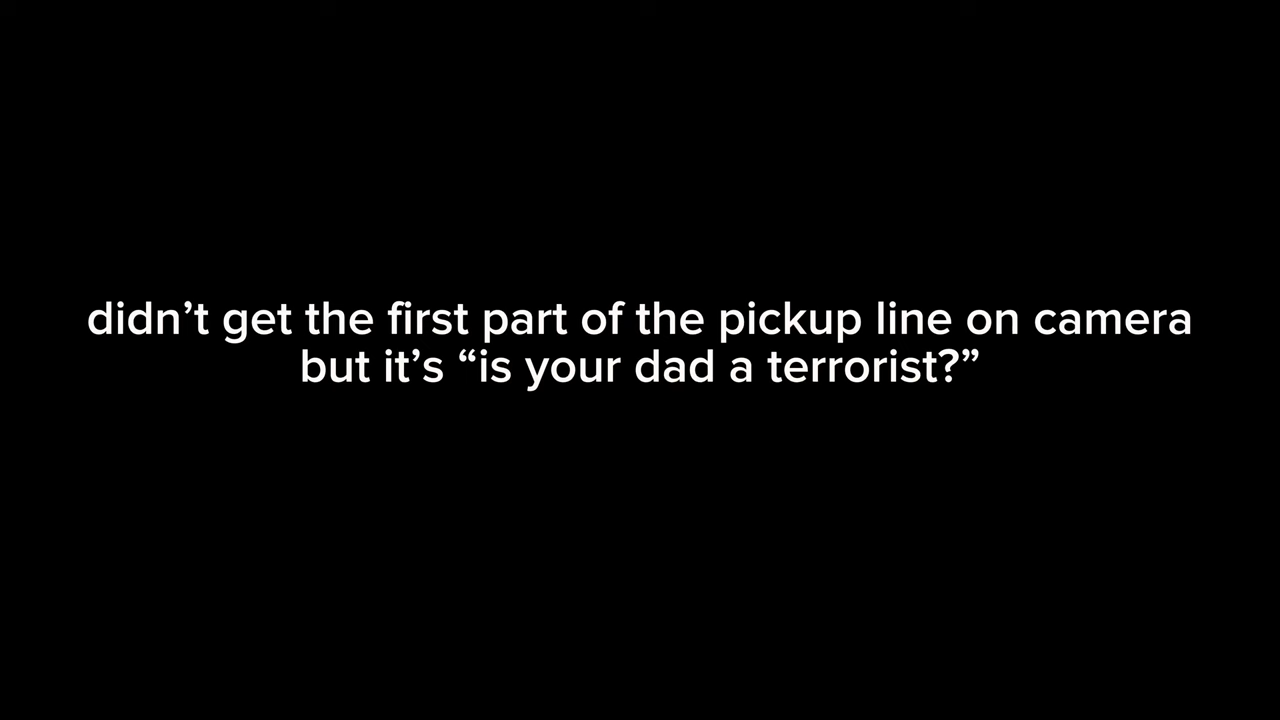 didn’t get the first part of the pickup line on camera
but it’s “is your dad a terrorist?”